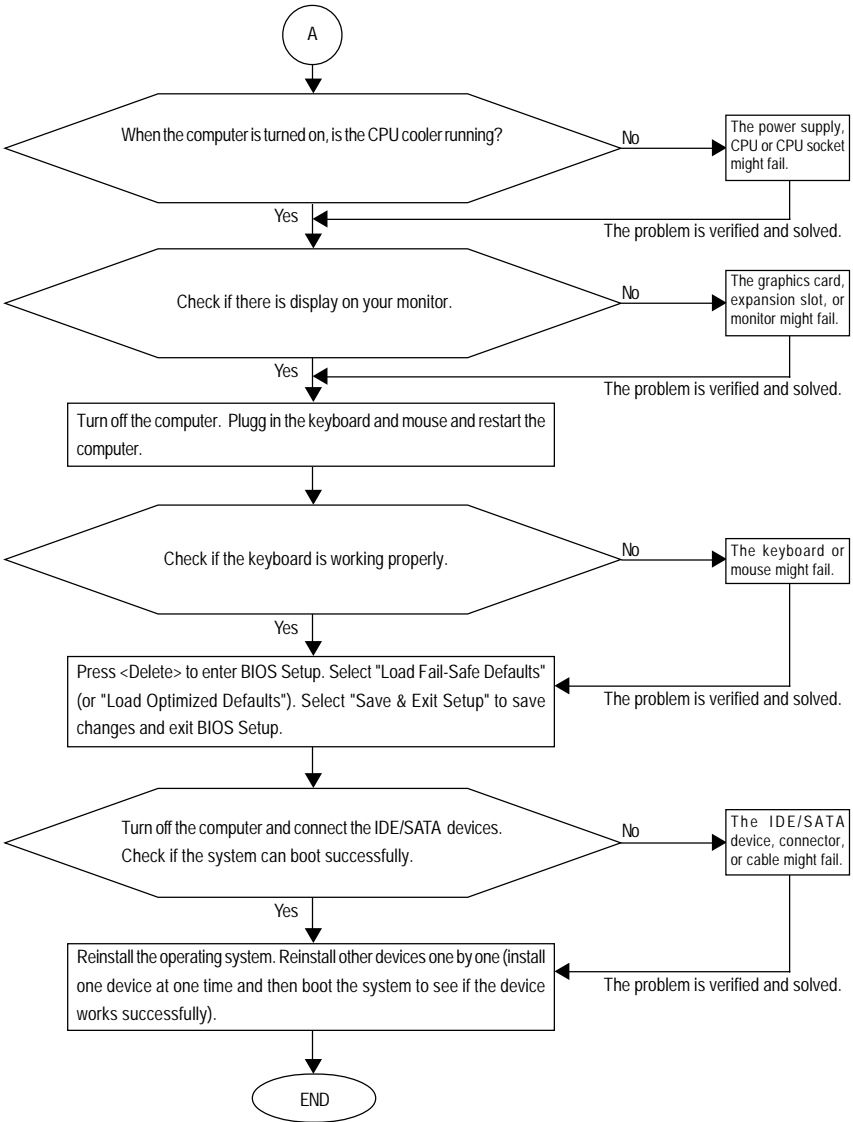 A
When the computer is turned on, is the CPU cooler running?
No
The power supply,
CPU or CPU socket
might fail.
Yes
The problem is verified and solved.
Check if there is display on your monitor.
No
The graphics card,
expansion slot, or
monitor might fail.
Yes
The problem is verified and solved.
Turn off the computer. Plugg in the keyboard and mouse and restart the
computer.
Check if the keyboard is working properly.
No
The keyboard or
mouse might fail.
Yes
The problem is verified and solved.
Press <Delete> to enter BIOS Setup. Select "Load Fail-Safe Defaults"
(or "Load Optimized Defaults"). Select "Save & Exit Setup" to save
changes and exit BIOS Setup.
Turn off the computer and connect the IDE/SATA devices.
Check if the system can boot successfully.
No
The IDE/SATA
device, connector,
or cable might fail.
Yes
The problem is verified and solved.
Reinstall the operating system. Reinstall other devices one by one (install
one device at one time and then boot the system to see if the device
works successfully).
END